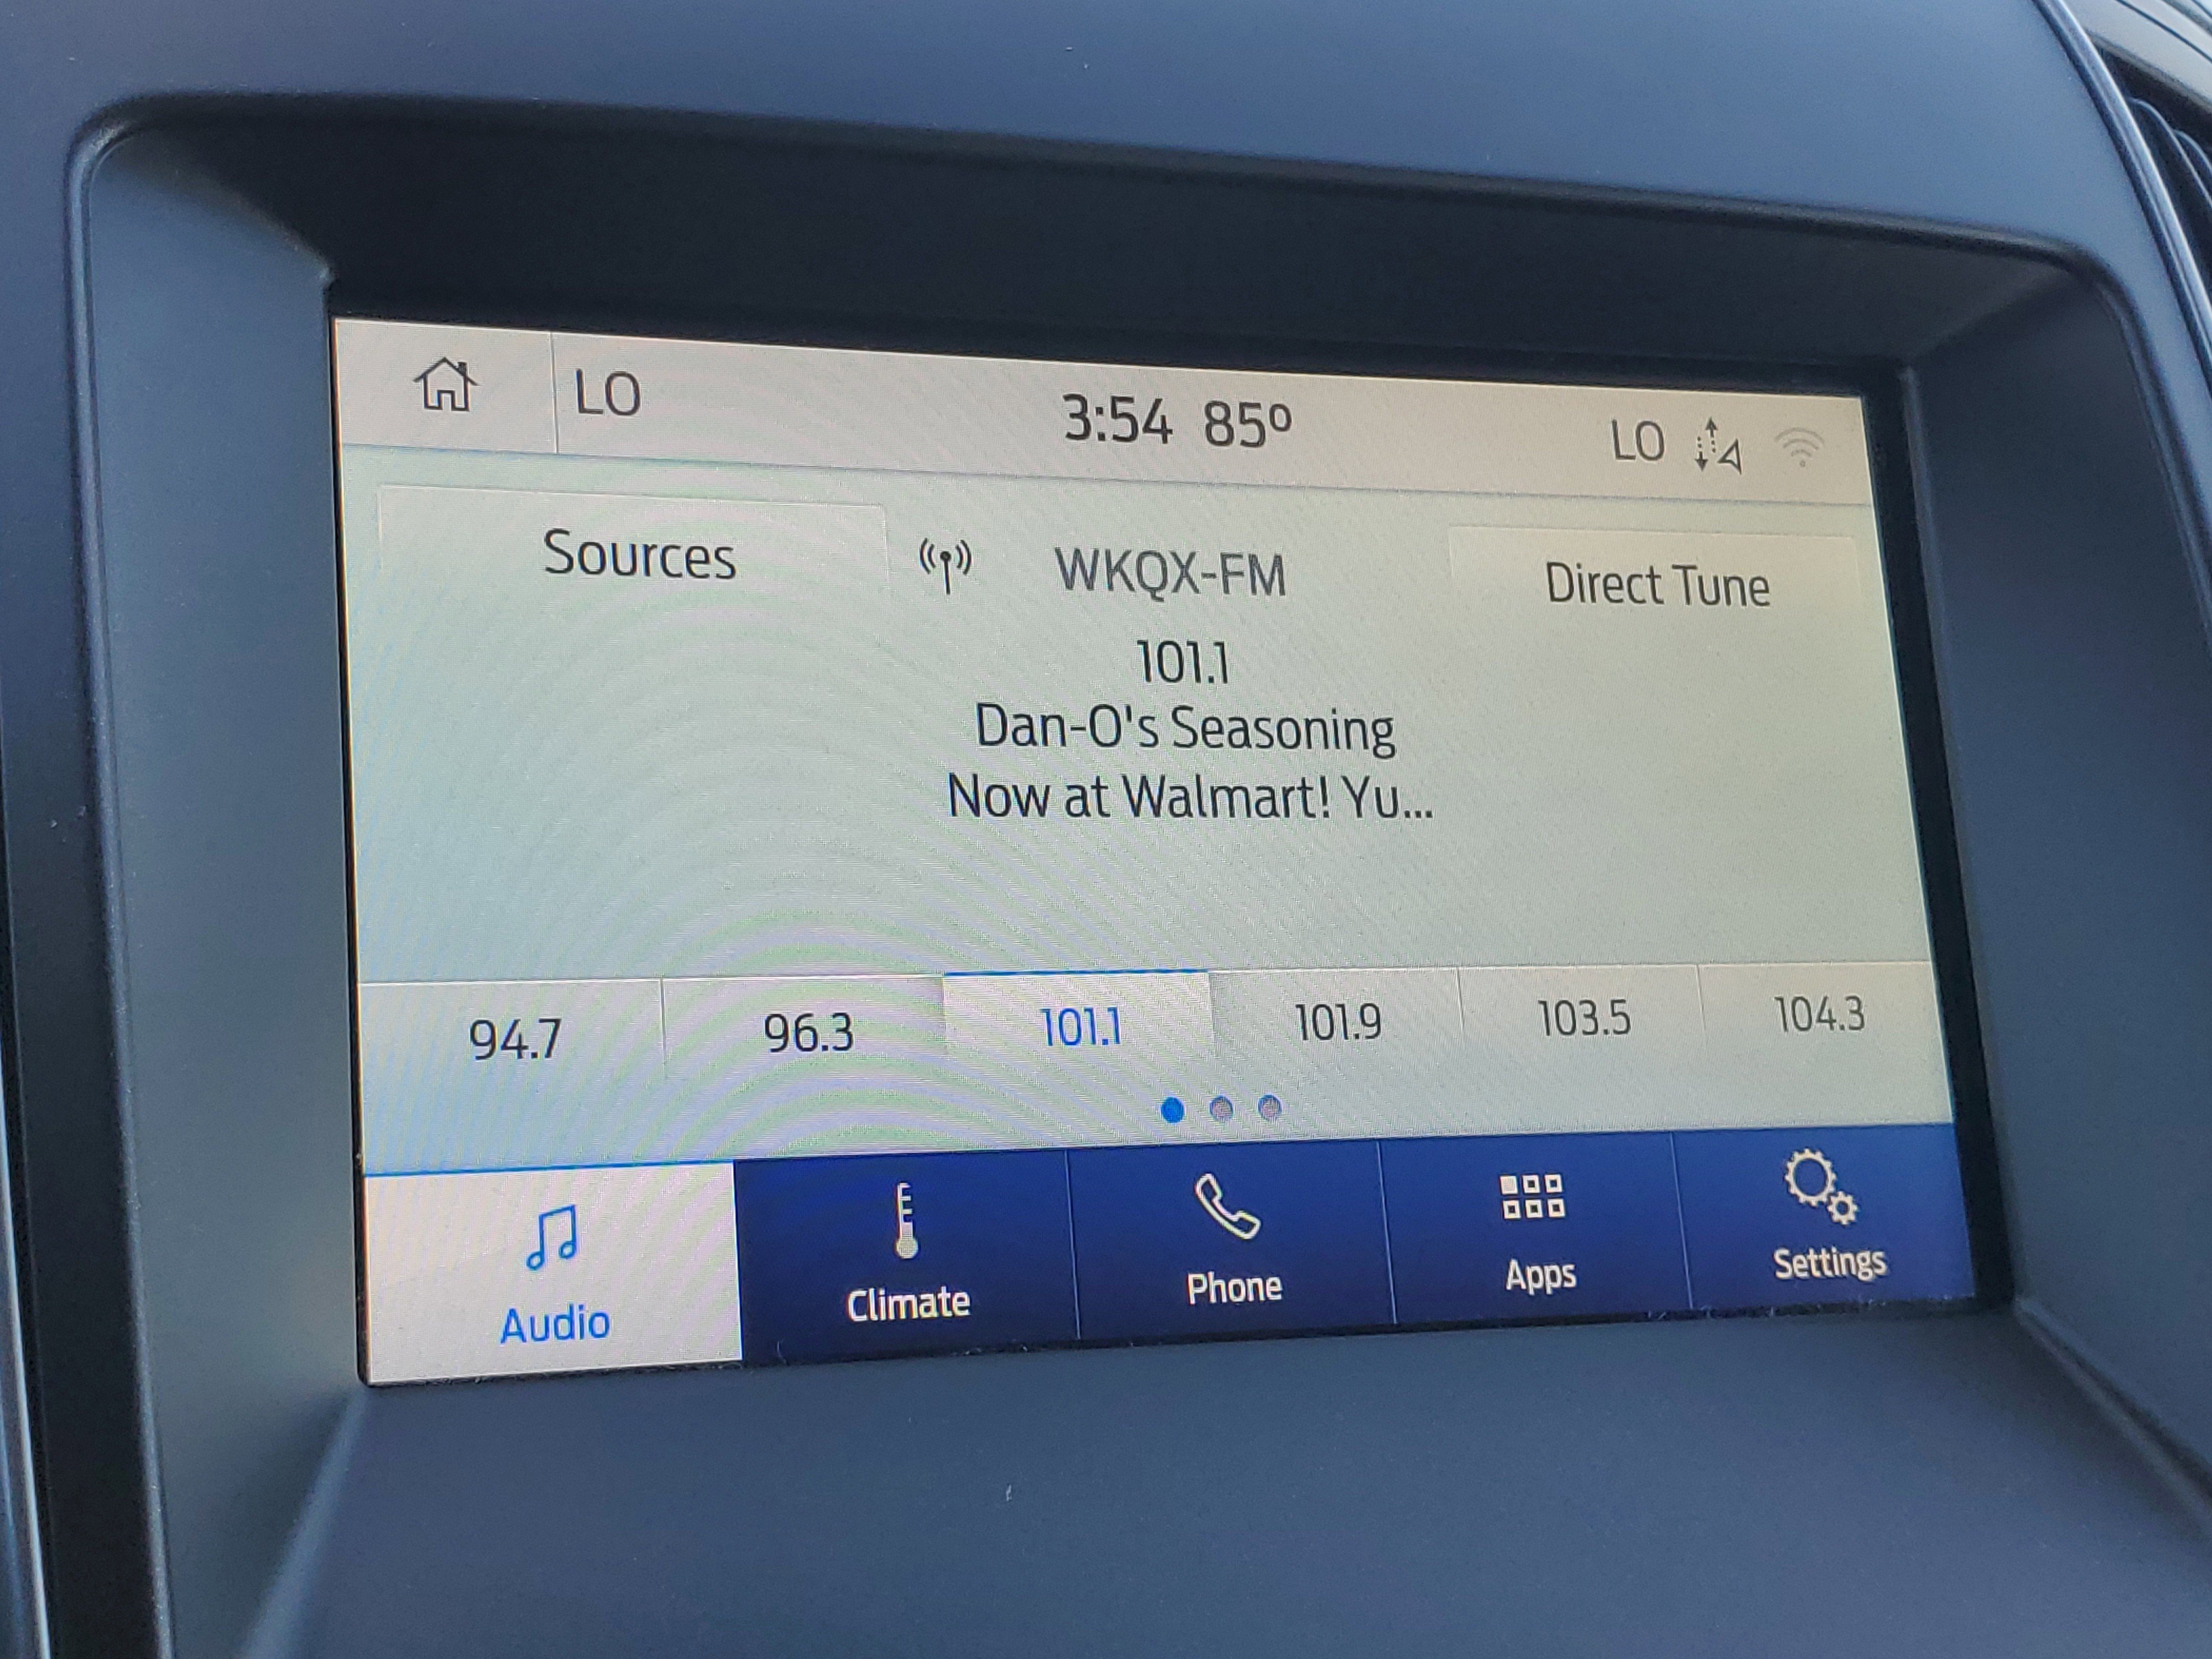 LO 3:54 85° LO
Sources WKQX-FM Direct Tune
101.1
Dan-O's Seasoning
Now at Walmart! Yu...
94.7 96.3 101.1 101.9 103.5 104.3
Audio Climate Phone Apps Settings